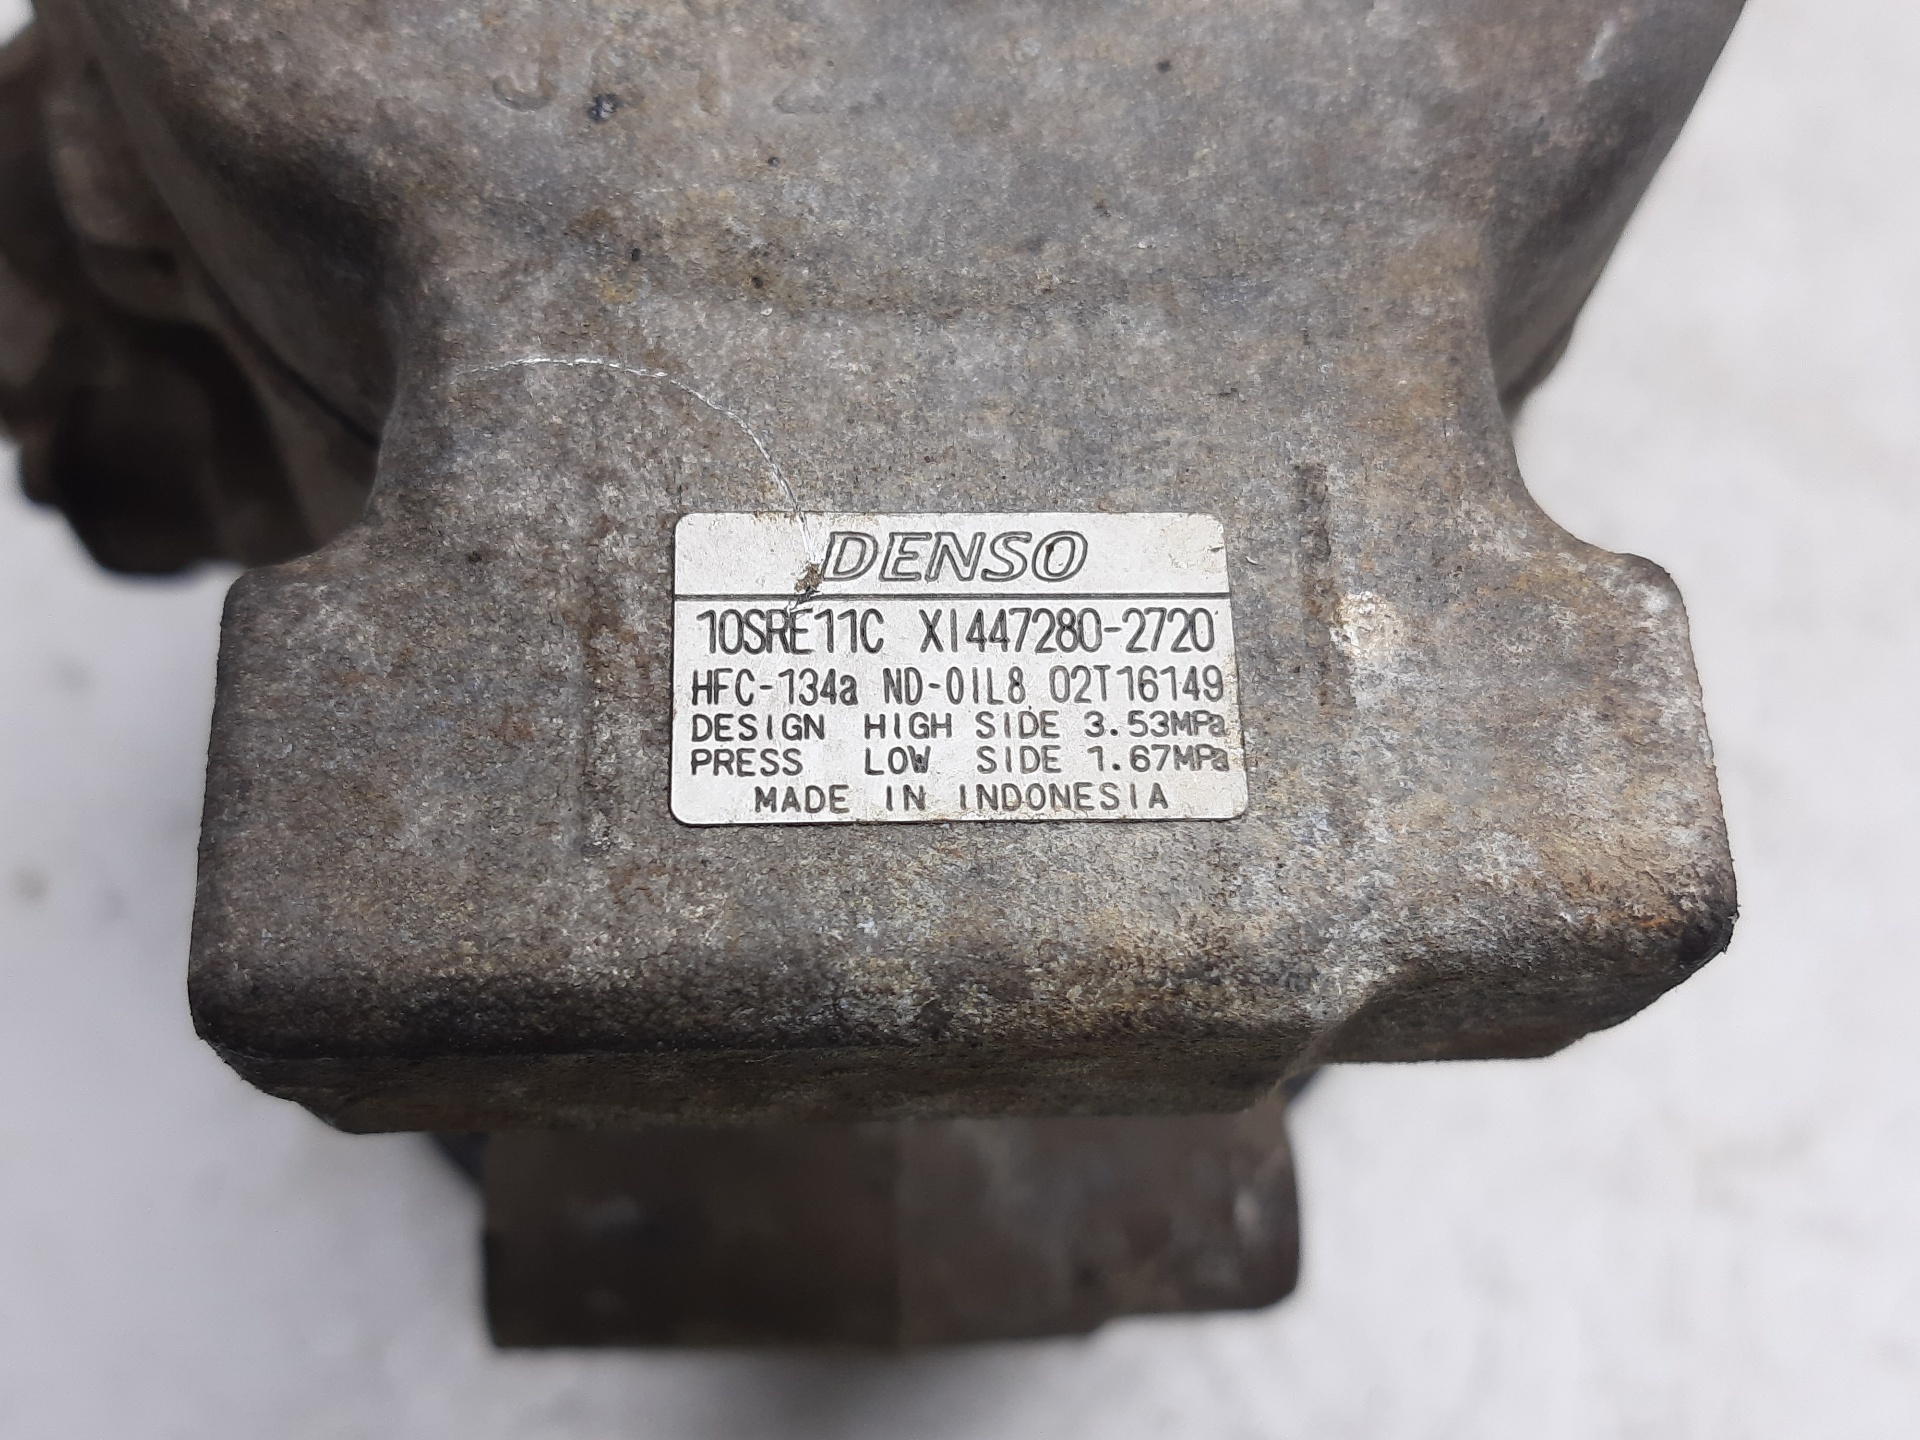 DENSO
10SRE11C XI447280-2720
HFC-134a ND-OIL8 02T16149
DESIGN HIGH SIDE 3.53MPa
PRESS LOW SIDE 1.67MPa
MADE IN INDONESIA